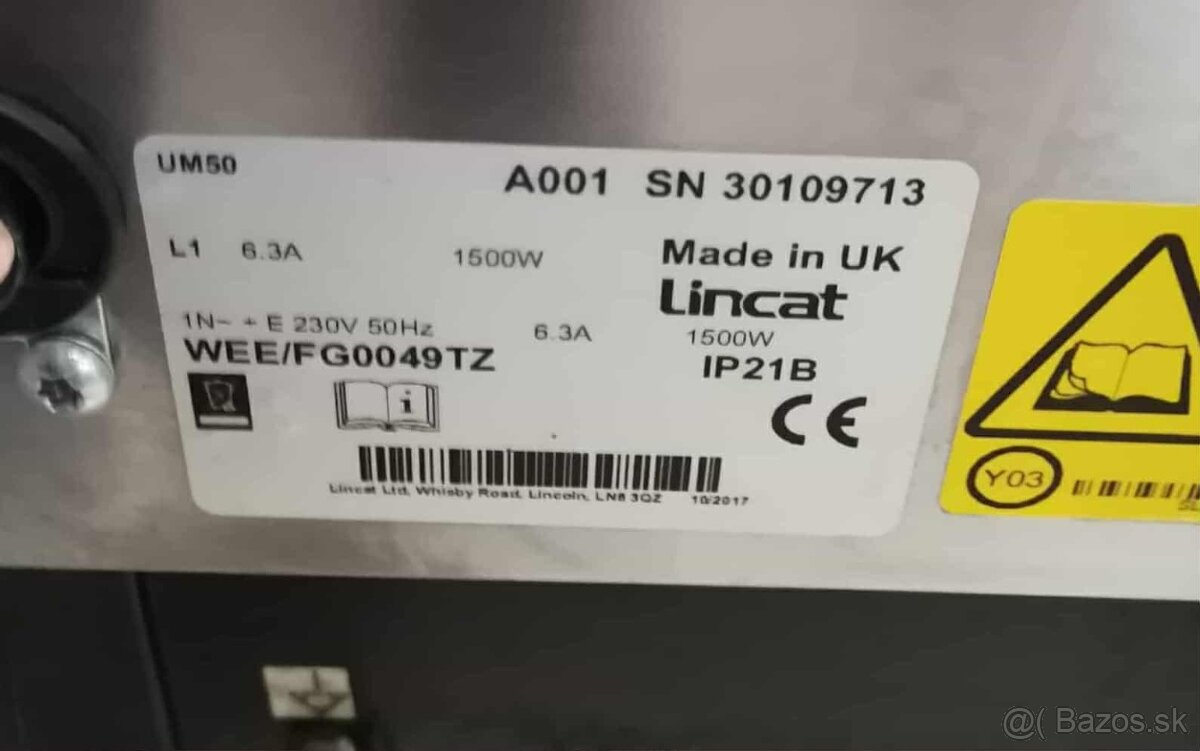 UM50
A001 SN 30109713
L1 6.3A 1500W
Made in UK
Lincat
1N~ + E 230V 50Hz 6.3A 1500W
WEE/FG0049TZ
IP21B
i
CE
Lincat Ltd, Whisby Road, Lincoln, LN6 3QZ 10/2017
Y03
@( Bazos.sk